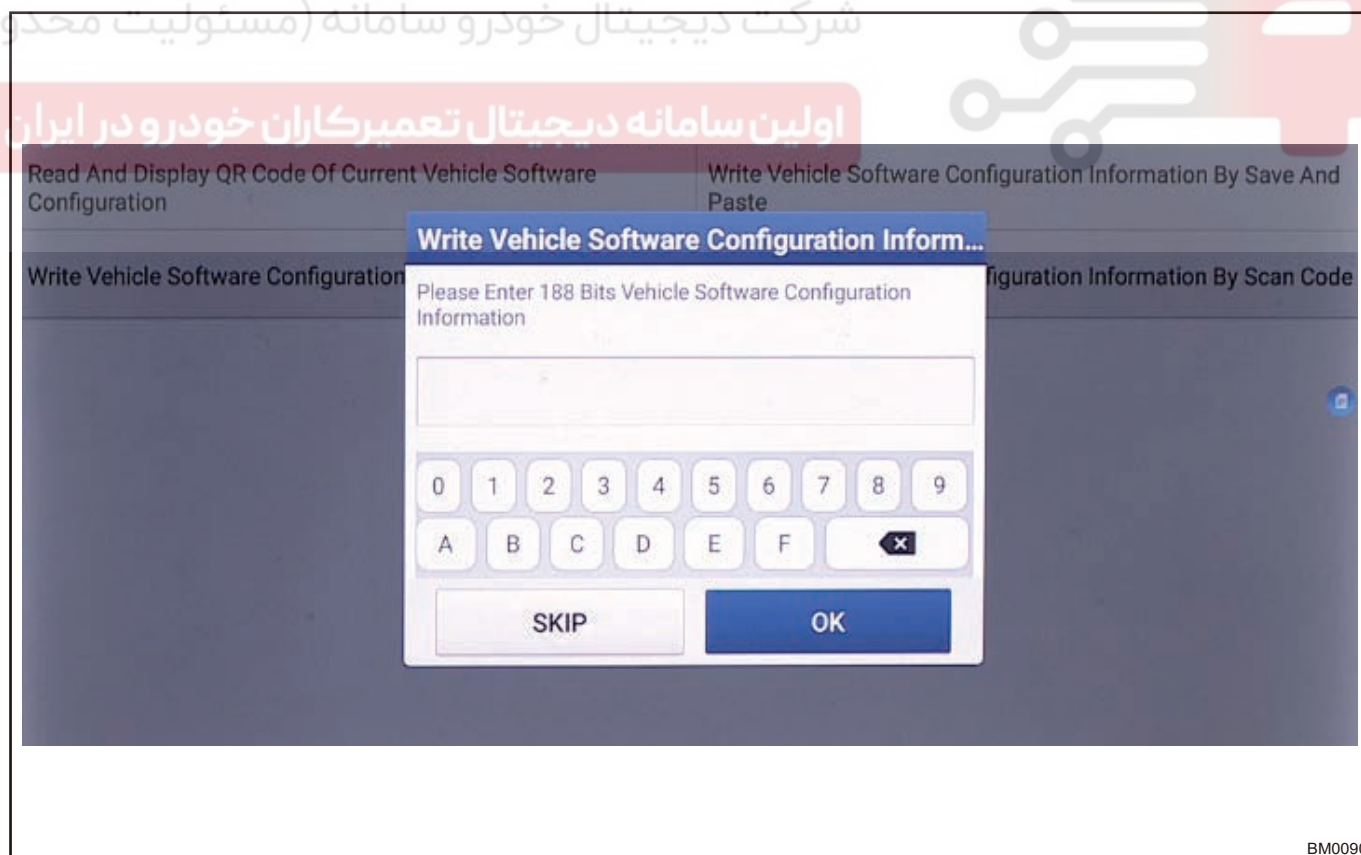 شرکت دیجیتال خودرو سامانه (مسئولیت
اولین سامانه دیجیتال تعمیرکاران خودرو در ایران
Read And Display QR Code Of Current Vehicle Software
Configuration
Write Vehicle Software Configuration Information By Save And
Paste
Write Vehicle Software Configuration Inform...
Write Vehicle Software Configuration
Information By Scan Code
Please Enter 188 Bits Vehicle Software Configuration
Information
0 1 2 3 4 5 6 7 8 9
A B C D E F
SKIP OK